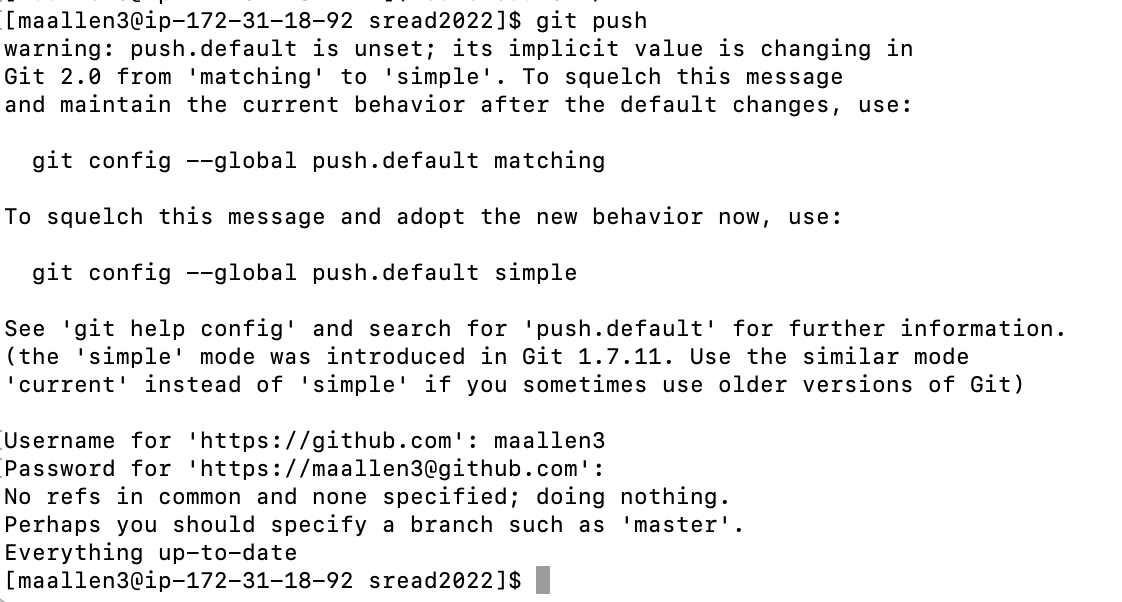 [maallen3@ip-172-31-18-92 sread2022]$ git push
warning: push.default is unset; its implicit value is changing in
Git 2.0 from 'matching' to 'simple'. To squelch this message
and maintain the current behavior after the default changes, use:
git config --global push.default matching
To squelch this message and adopt the new behavior now, use:
git config --global push.default simple
See 'git help config' and search for 'push.default' for further information.
(the 'simple' mode was introduced in Git 1.7.11. Use the similar mode
'current' instead of 'simple' if you sometimes use older versions of Git)
Username for 'https://github.com': maallen3
Password for 'https://maallen3@github.com':
No refs in common and none specified; doing nothing.
Perhaps you should specify a branch such as 'master'.
Everything up-to-date
[maallen3@ip-172-31-18-92 sread2022]$